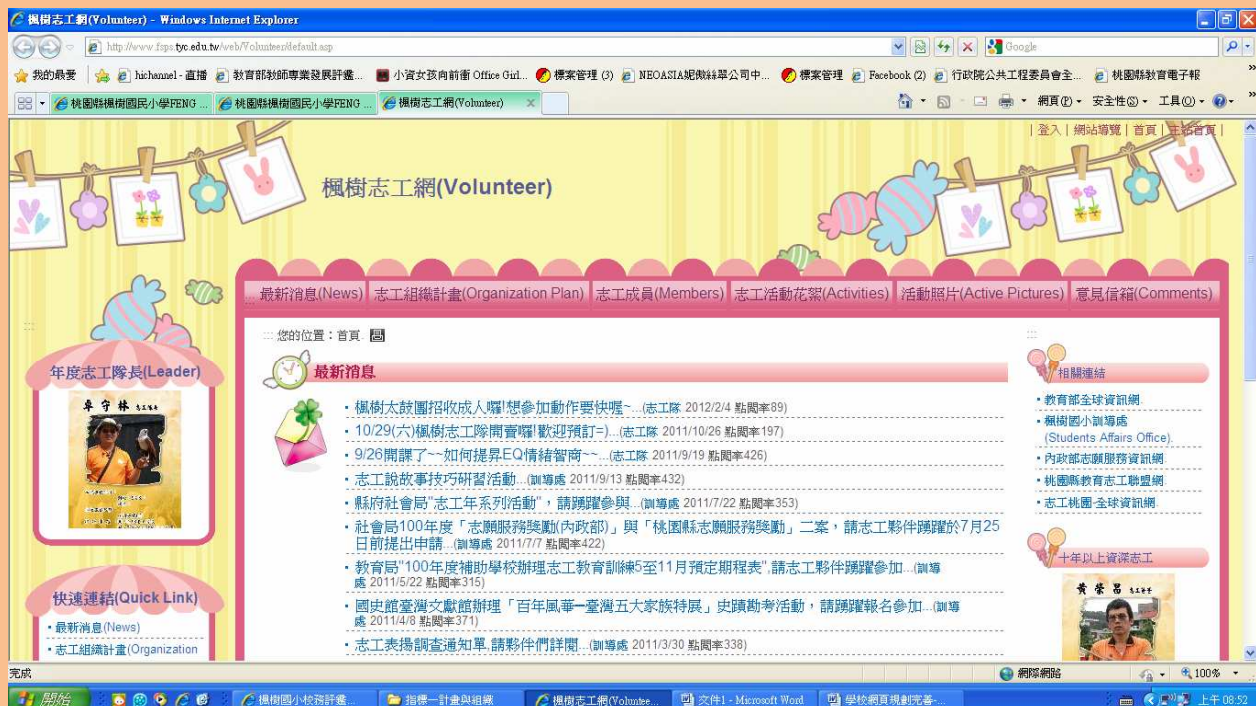 楓樹志工網(Volunteer) - Windows Internet Explorer
http://www.fsps.tyc.edu.tw/web/Volunteer/default.asp
Google
我的最愛 hichannel - 直播 教育部教師專業發展評鑑... 小資女孩向前衝 Office Girl... 標案管理 (3) 標案管理 Facebook (2) 行政院公共工程委員會全... 桃園縣教育電子報
桃園縣楓樹國民小學FENG ... 桃園縣楓樹國民小學FENG ... 楓樹志工網(Volunteer) 網頁(P) 安全性(S) 工具(O)
| 登入 | 網站導覽 | 首頁 | 主站首頁 |
楓樹志工網(Volunteer)
最新消息(News) 志工組織計畫(Organization Plan) 志工成員(Members) 志工活動花絮(Activities) 活動照片(Active Pictures) 意見信箱(Comments)
::: 您的位置：首頁
年度志工隊長(Leader)
卓守林
快速連結(Quick Link)
・最新消息(News)
・志工組織計畫(Organization
最新消息
・楓樹太鼓團招收成人囉!想參加動作要快喔~...(志工隊 2012/2/4 點閱率89)
・10/29(六)楓樹志工隊開賣囉!歡迎預訂=)...(志工隊 2011/10/26 點閱率197)
・9/26開課了~~如何提昇EQ情緒智商~~...(志工隊 2011/9/19 點閱率426)
・志工說故事技巧研習活動...(訓導處 2011/9/13 點閱率432)
・縣府社會局"志工年系列活動"，請踴躍參與...(訓導處 2011/7/22 點閱率353)
・社會局100年度「志願服務獎勵(內政部)」與「桃園縣志願服務獎勵」二案，請志工夥伴踴躍於7月25
日前提出申請...(訓導處 2011/7/7 點閱率422)
・教育局"100年度補助學校辦理志工教育訓練5至11月預定期程表",請志工夥伴踴躍參加...(訓導
處 2011/5/22 點閱率315)
・國史館臺灣文獻館辦理「百年風華─臺灣五大家族特展」史蹟勘考活動，請踴躍報名參加...(訓導
處 2011/4/8 點閱率371)
・志工表揚調查通知單,請夥伴們詳閱...(訓導處 2011/3/30 點閱率338)
相關連結
・教育部全球資訊網
・楓樹國小訓導處
(Students Affairs Office).
・內政部志願服務資訊網
・桃園縣教育志工聯盟網
・志工桃園-全球資訊網
十年以上資深志工
黃榮昌
完成 網際網路 100%
開始 楓樹國小校務評鑑... 指標一計畫與組織 楓樹志工網(Voluntee... 文件1 - Microsoft Word 學校網頁規劃完善-... 上午 08:52